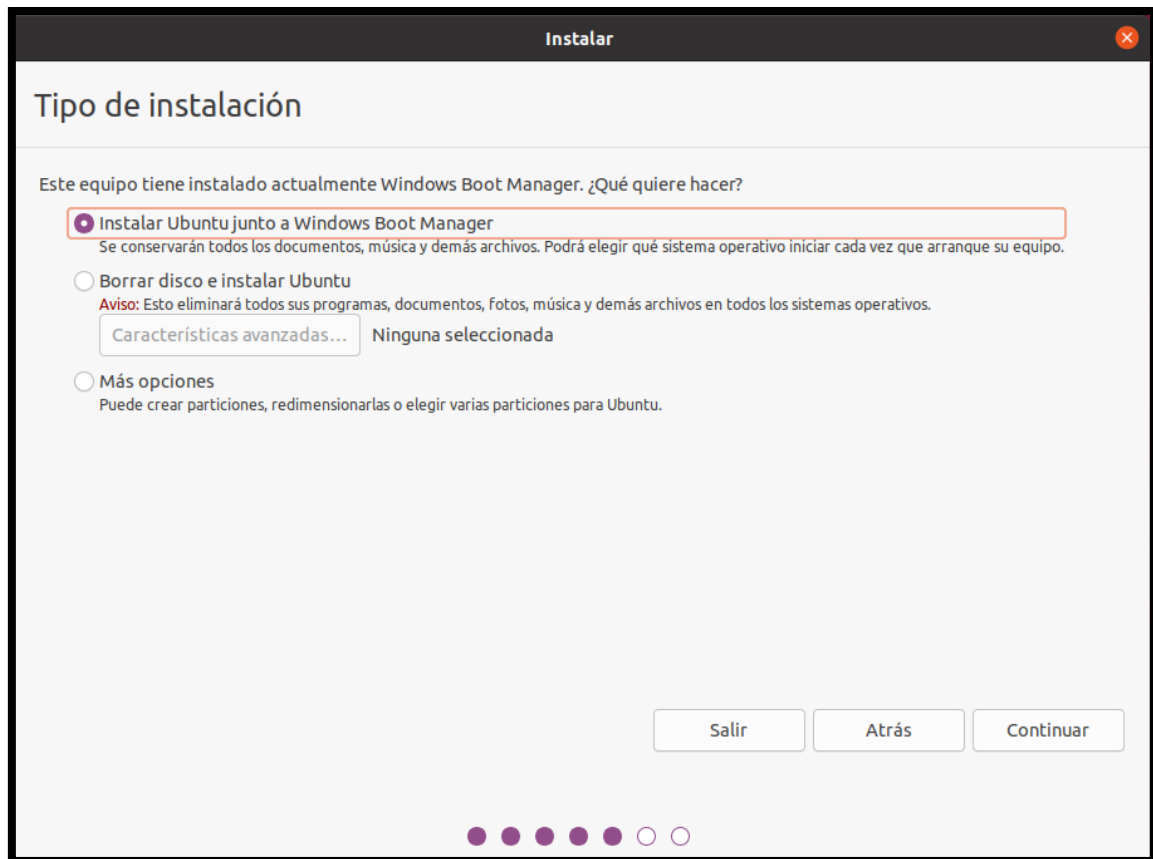 Instalar
Tipo de instalación
Este equipo tiene instalado actualmente Windows Boot Manager. ¿Qué quiere hacer?
Instalar Ubuntu junto a Windows Boot Manager
Se conservarán todos los documentos, música y demás archivos. Podrá elegir qué sistema operativo iniciar cada vez que arranque su equipo.
Borrar disco e instalar Ubuntu
Aviso: Esto eliminará todos sus programas, documentos, fotos, música y demás archivos en todos los sistemas operativos.
Características avanzadas... Ninguna seleccionada
Más opciones
Puede crear particiones, redimensionarlas o elegir varias particiones para Ubuntu.
Salir Atrás Continuar